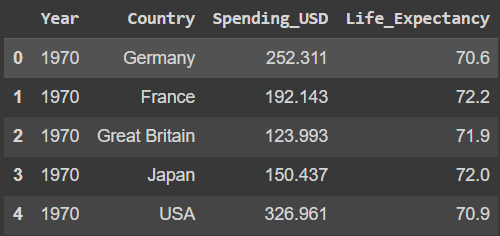 Year Country Spending_USD Life_Expectancy
0 1970 Germany 252.311 70.6
1 1970 France 192.143 72.2
2 1970 Great Britain 123.993 71.9
3 1970 Japan 150.437 72.0
4 1970 USA 326.961 70.9